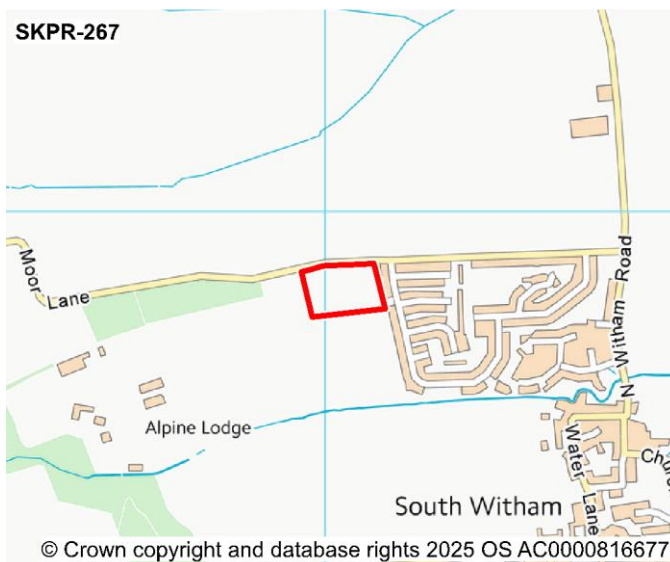 SKPR-267
Moor
Lane
N Witham Road
Alpine Lodge
Water
Lane
South Witham
© Crown copyright and database rights 2025 OS AC0000816677